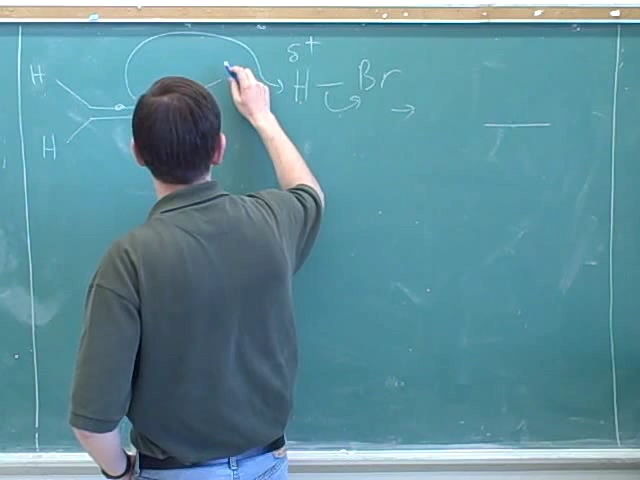 δ+
H H — Br →
H